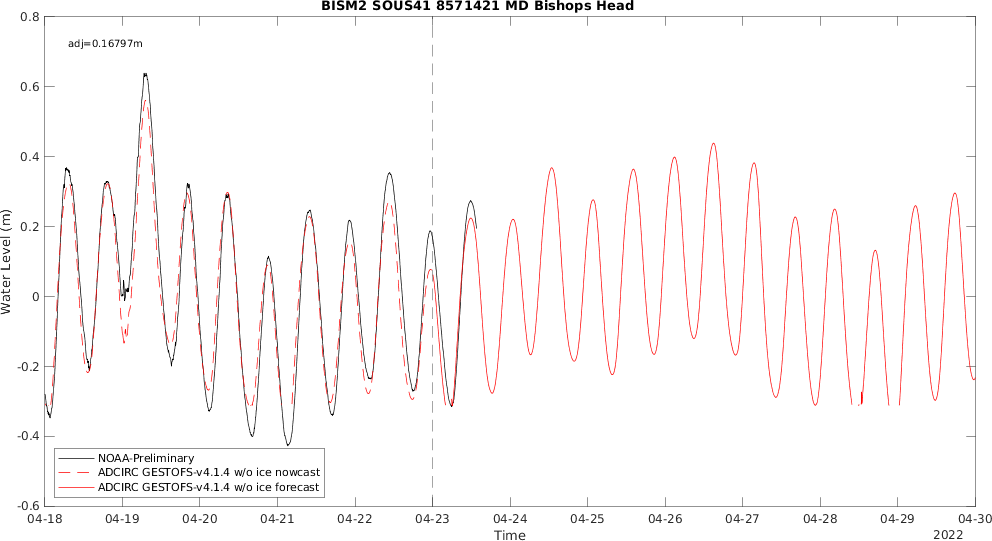 BISM2 SOUS41 8571421 MD Bishops Head
adj=0.16797m
Water Level (m)
0.8
0.6
0.4
0.2
0
-0.2
-0.4
-0.6
NOAA-Preliminary
ADCIRC GESTOFS-v4.1.4 w/o ice nowcast
ADCIRC GESTOFS-v4.1.4 w/o ice forecast
04-18 04-19 04-20 04-21 04-22 04-23 04-24 04-25 04-26 04-27 04-28 04-29 04-30
Time
2022